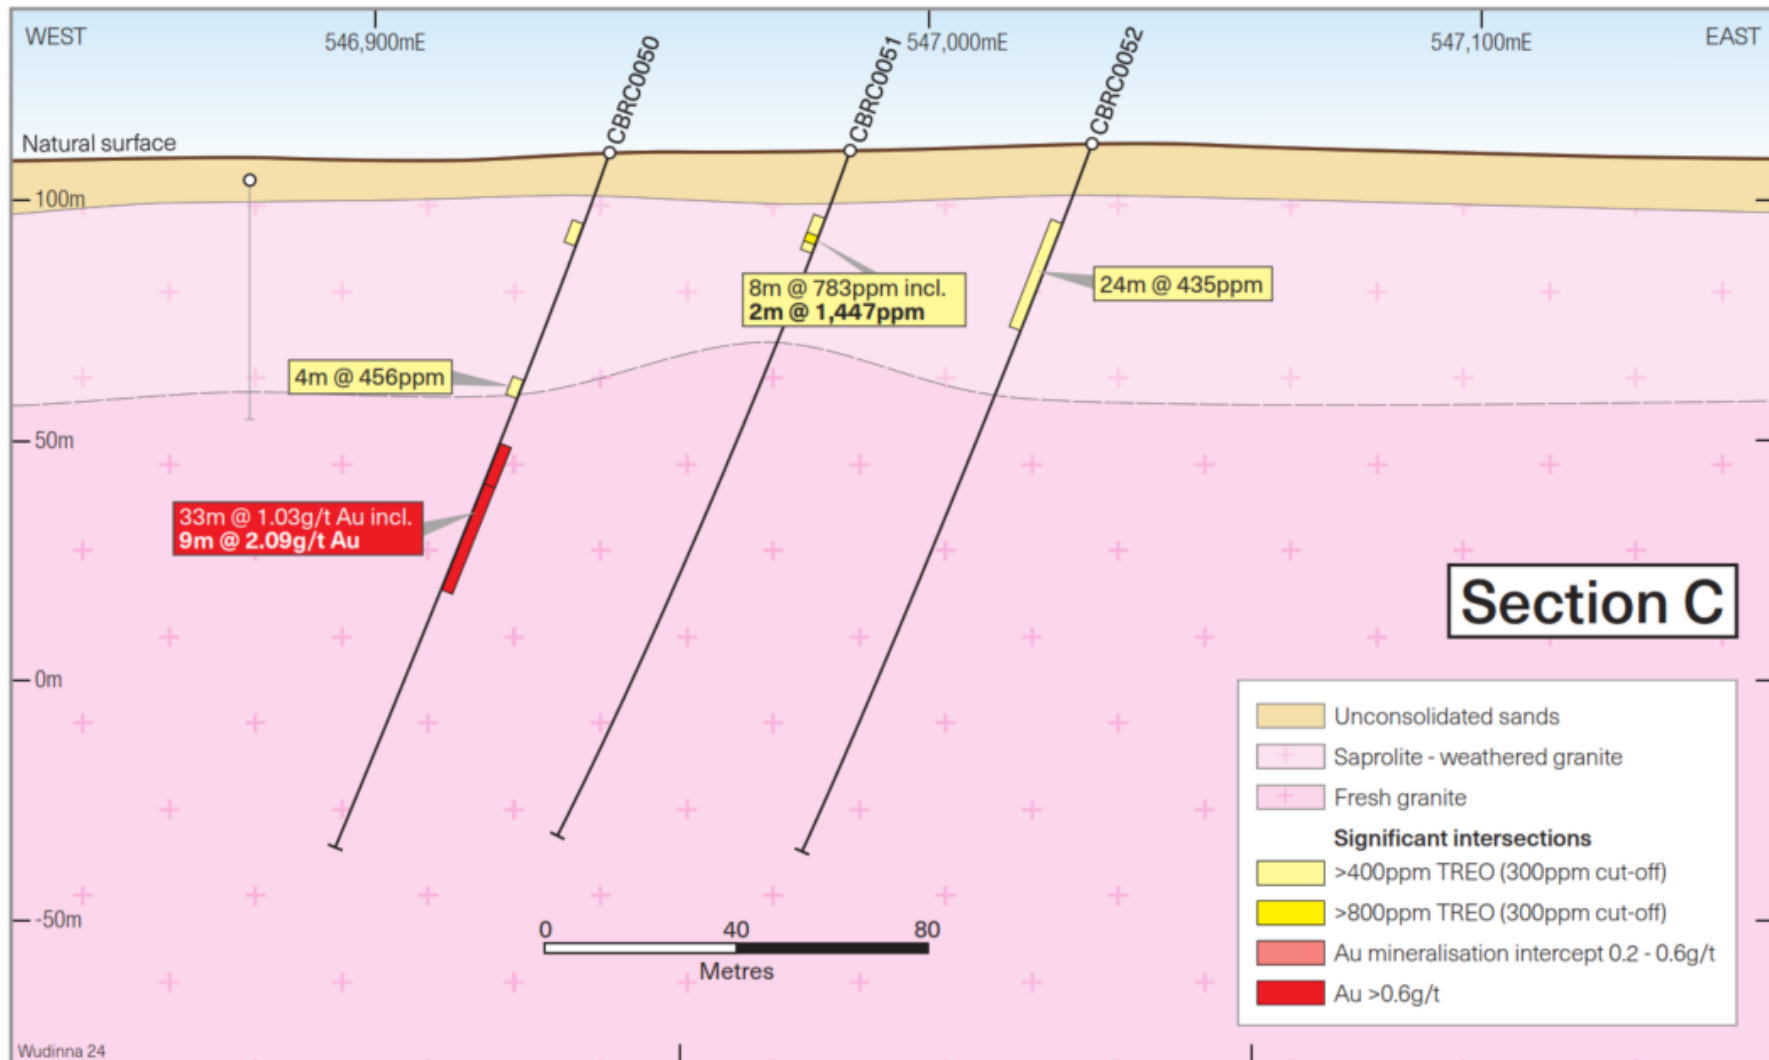 WEST
546,900mE
547,000mE
547,100mE
EAST
CBRC0050
CBRC0051
CBRC0052
Natural surface
100m
8m @ 783ppm incl.
2m @ 1,447ppm
24m @ 435ppm
4m @ 456ppm
50m
33m @ 1.03g/t Au incl.
9m @ 2.09g/t Au
Section C
0m
Unconsolidated sands
Saprolite - weathered granite
Fresh granite
Significant intersections
>400ppm TREO (300ppm cut-off)
>800ppm TREO (300ppm cut-off)
Au mineralisation intercept 0.2 - 0.6g/t
Au >0.6g/t
-50m
0 40 80
Metres
Wudinna 24